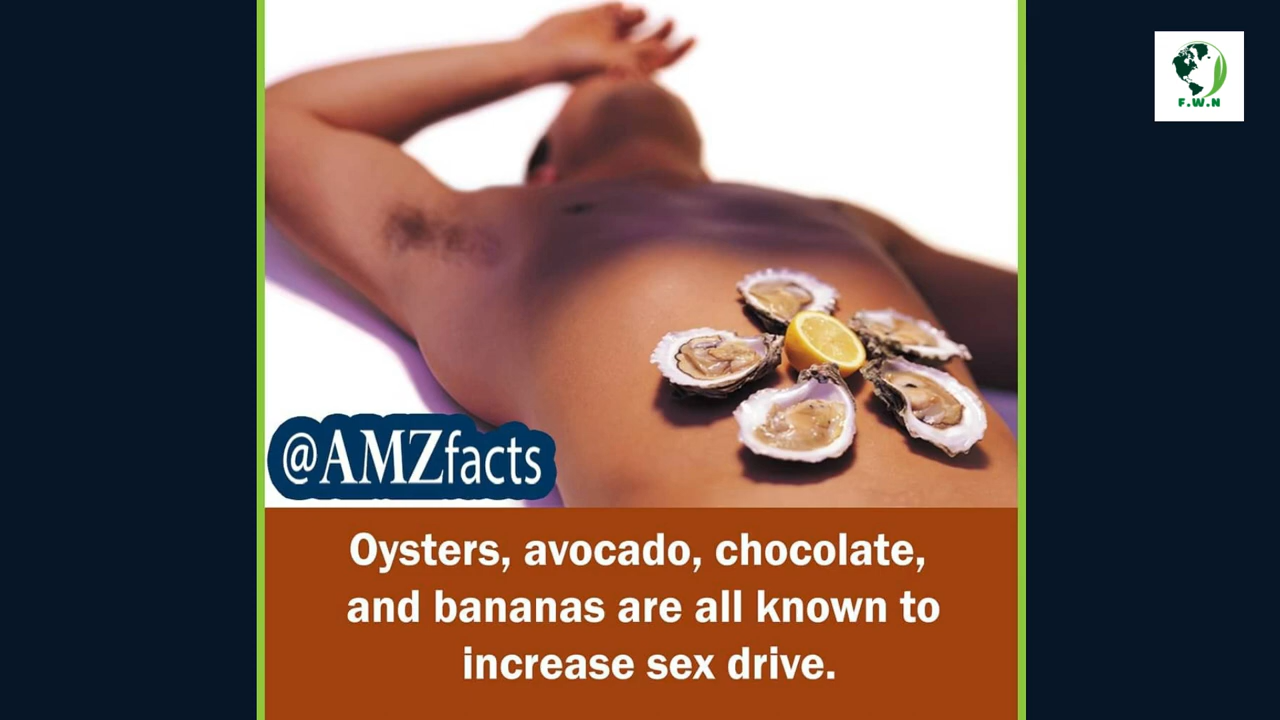 F.W.N
@AMZfacts
Oysters, avocado, chocolate,
and bananas are all known to
increase sex drive.